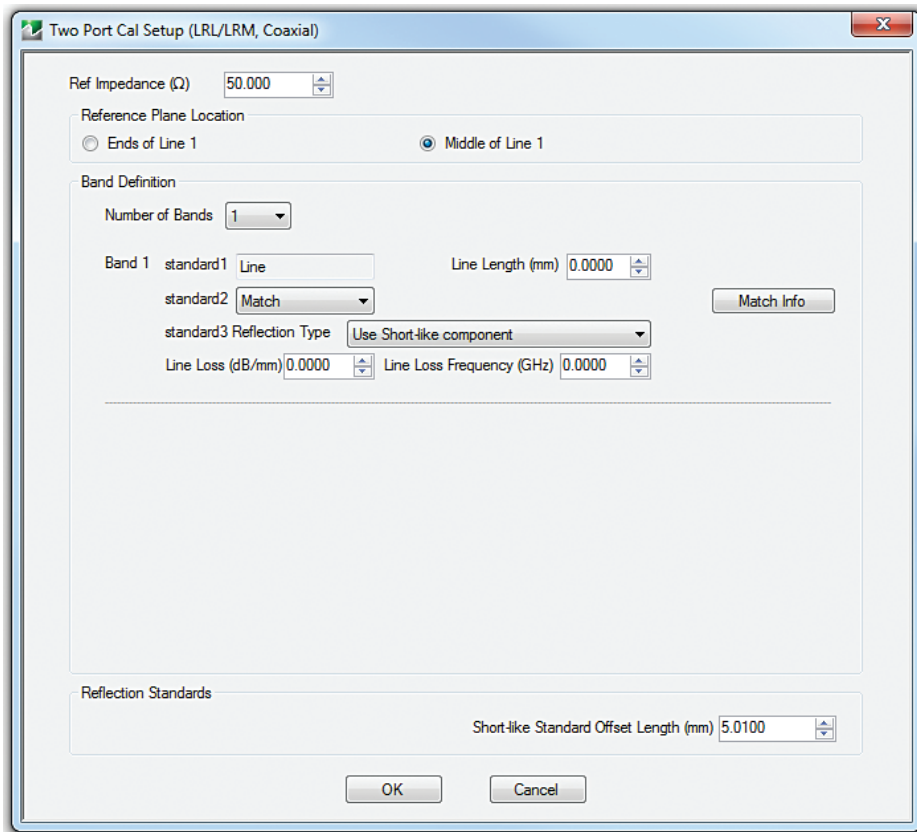 Two Port Cal Setup (LRL/LRM, Coaxial)
Ref Impedance (Ω) 50.000
Reference Plane Location
Ends of Line 1 Middle of Line 1
Band Definition
Number of Bands 1
Band 1 standard1 Line Line Length (mm) 0.0000
standard2 Match Match Info
standard3 Reflection Type Use Short-like component
Line Loss (dB/mm) 0.0000 Line Loss Frequency (GHz) 0.0000
Reflection Standards
Short-like Standard Offset Length (mm) 5.0100
OK Cancel